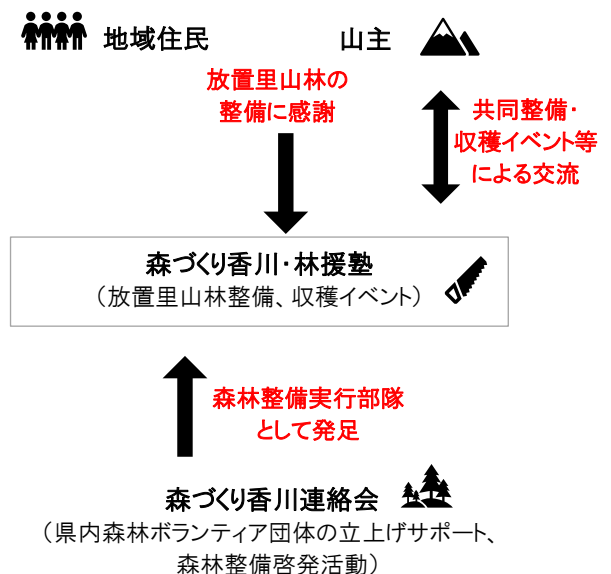 地域住民
山主
放置里山林の
整備に感謝
共同整備・
収穫イベント等
による交流
森づくり香川・林援塾
（放置里山林整備、収穫イベント）
森林整備実行部隊
として発足
森づくり香川連絡会
（県内森林ボランティア団体の立上げサポート、
森林整備啓発活動）